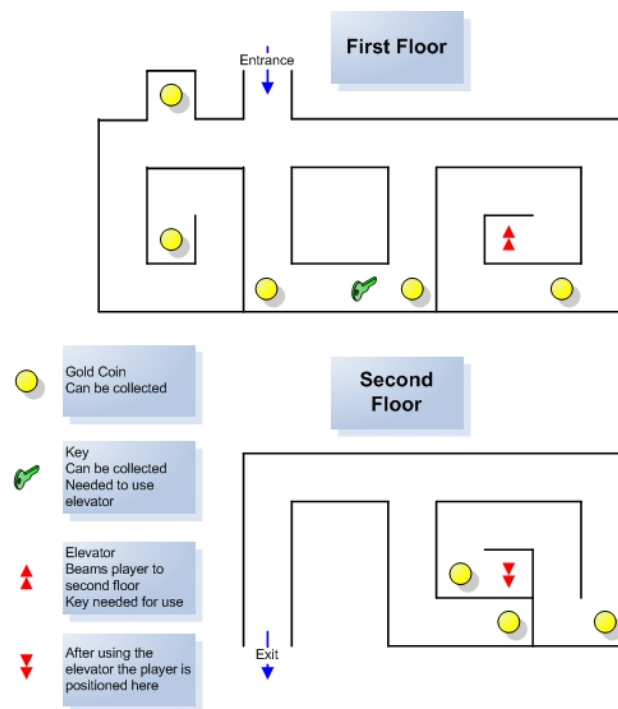 First Floor
Entrance
Gold Coin
Can be collected
Second
Floor
Key
Can be collected
Needed to use
elevator
Elevator
Beams player to
second floor
Key needed for use
After using the
elevator the player is
positioned here
Exit